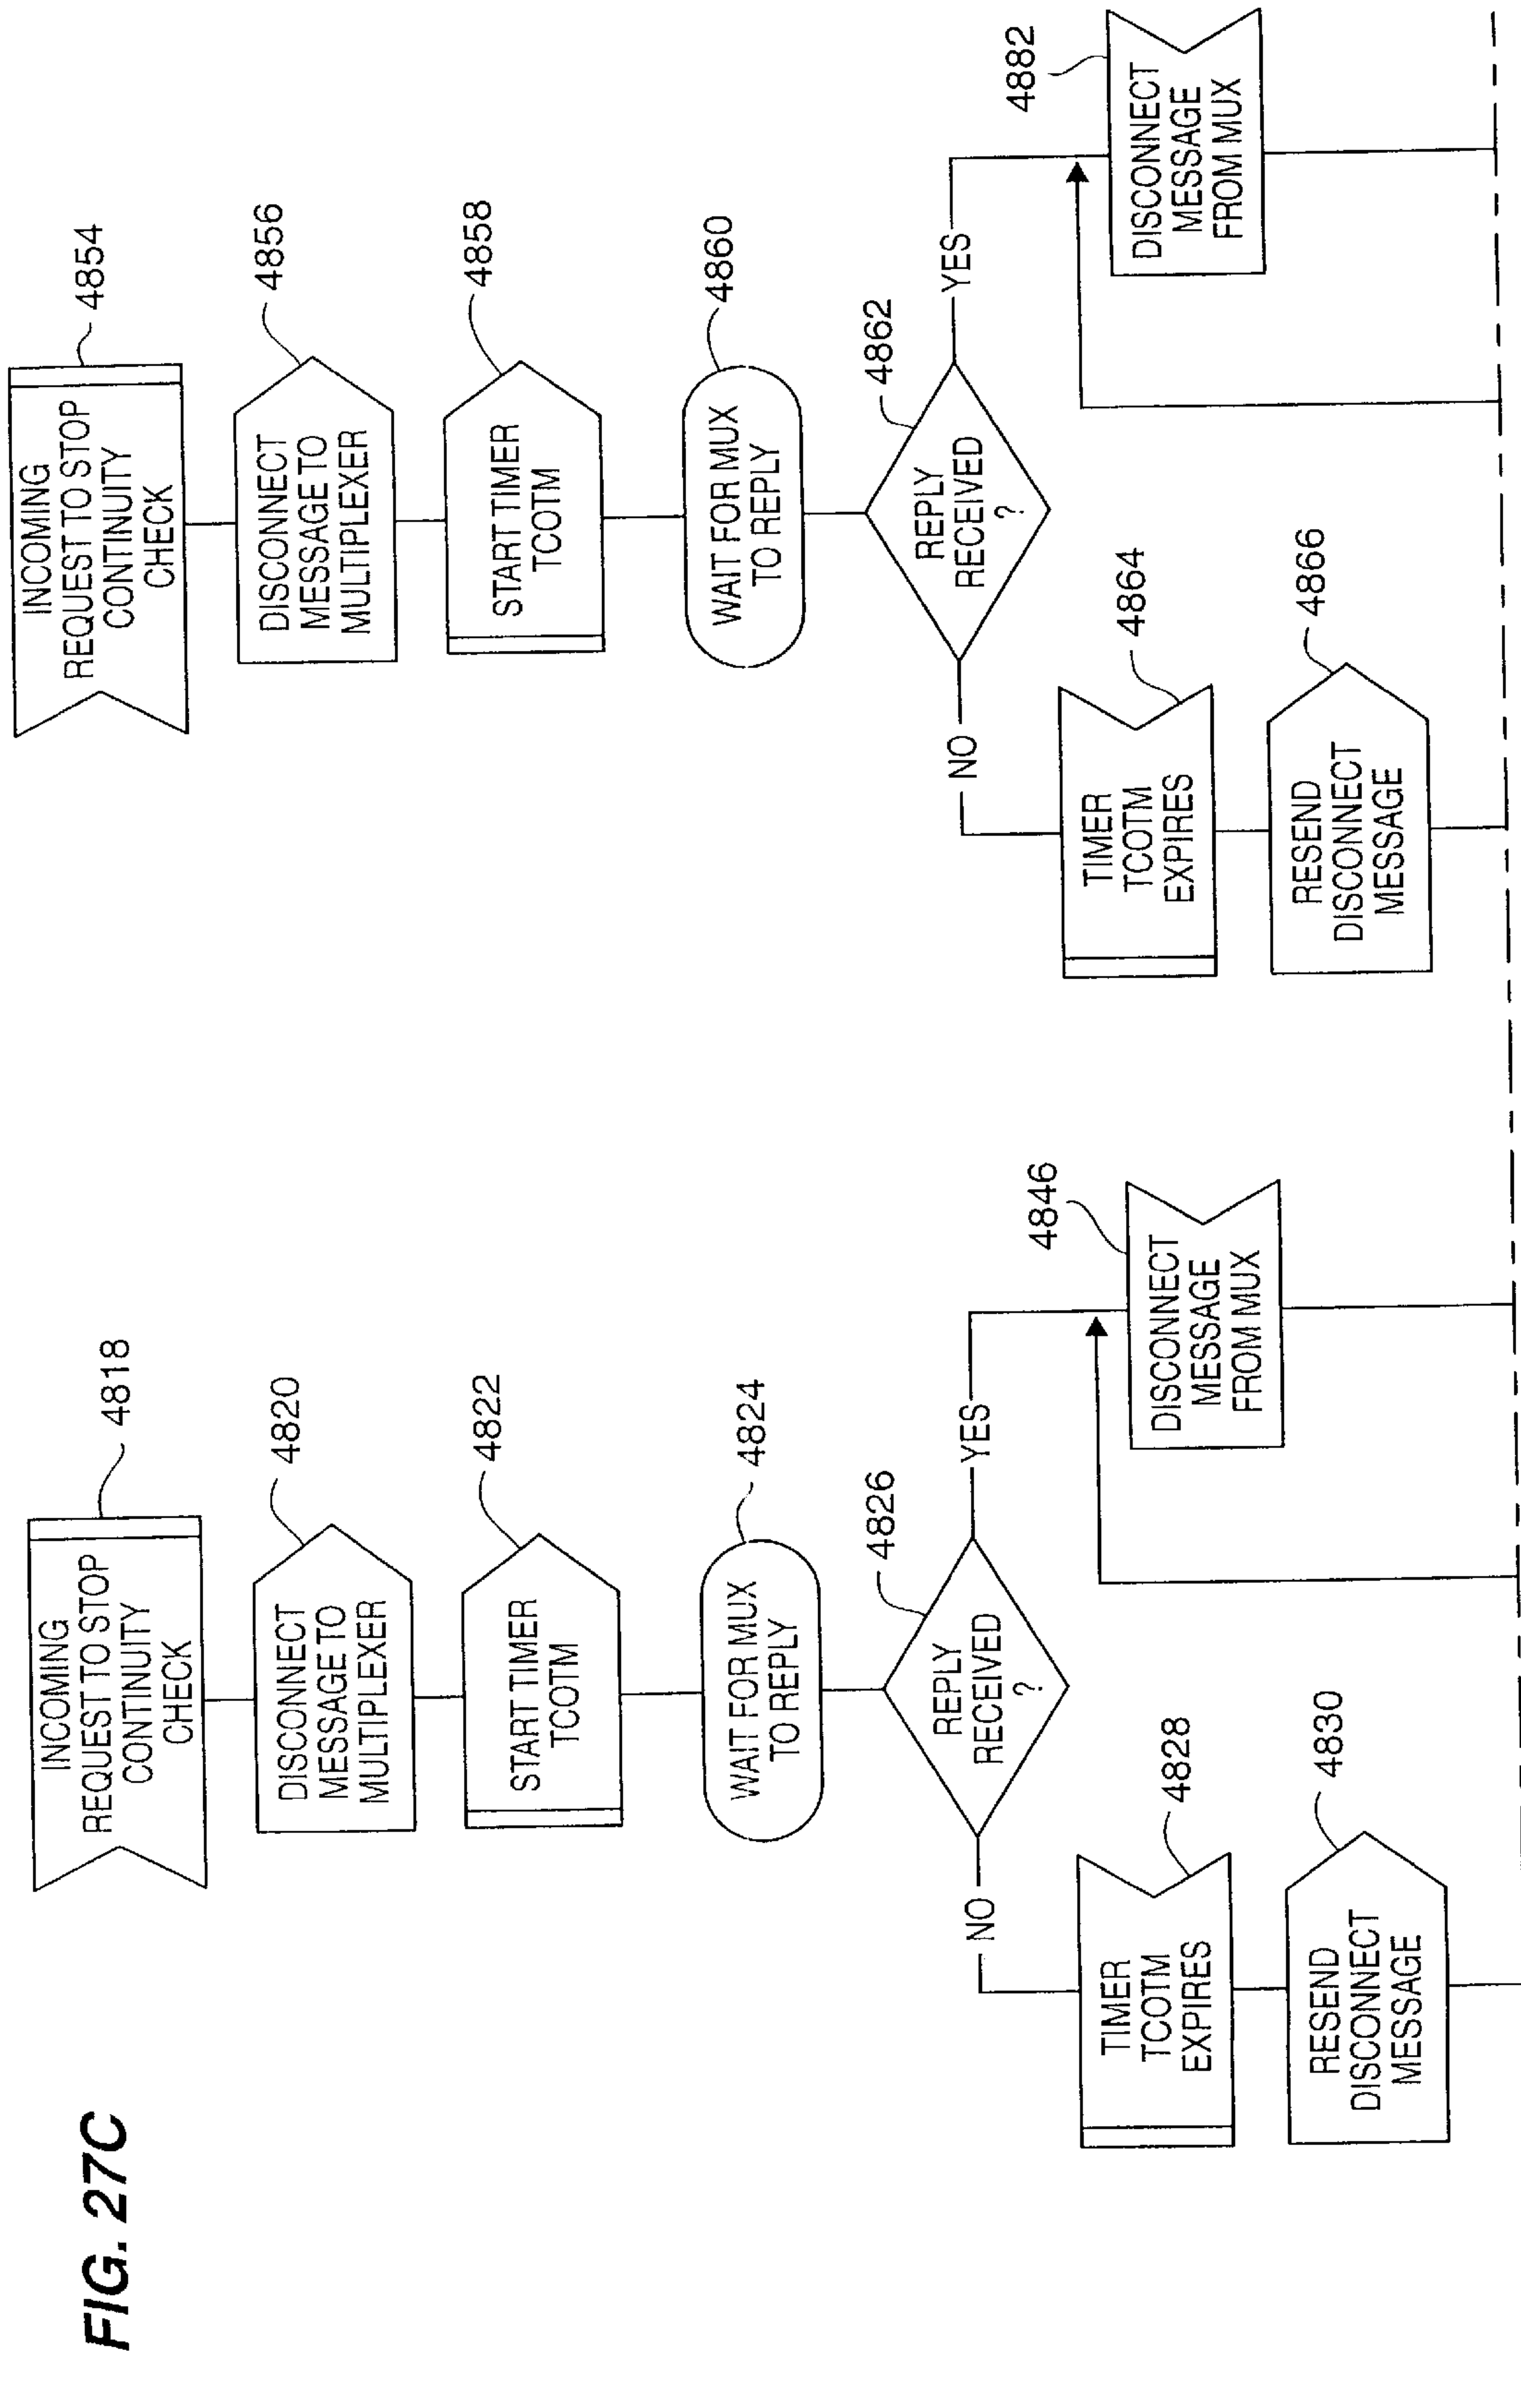 FIG. 27C
INCOMING
REQUEST TO STOP
CONTINUITY
CHECK
4818
DISCONNECT
MESSAGE TO
MULTIPLEXER
4820
START TIMER
TCOTM
4822
WAIT FOR MUX
TO REPLY
4824
REPLY
RECEIVED
?
4826
NO
YES
TIMER
TCOTM
EXPIRES
4828
RESEND
DISCONNECT
MESSAGE
4830
DISCONNECT
MESSAGE
FROM MUX
4846
INCOMING
REQUEST TO STOP
CONTINUITY
CHECK
4854
DISCONNECT
MESSAGE TO
MULTIPLEXER
4856
START TIMER
TCOTM
4858
WAIT FOR MUX
TO REPLY
4860
REPLY
RECEIVED
?
4862
NO
YES
TIMER
TCOTM
EXPIRES
4864
RESEND
DISCONNECT
MESSAGE
4866
DISCONNECT
MESSAGE
FROM MUX
4882